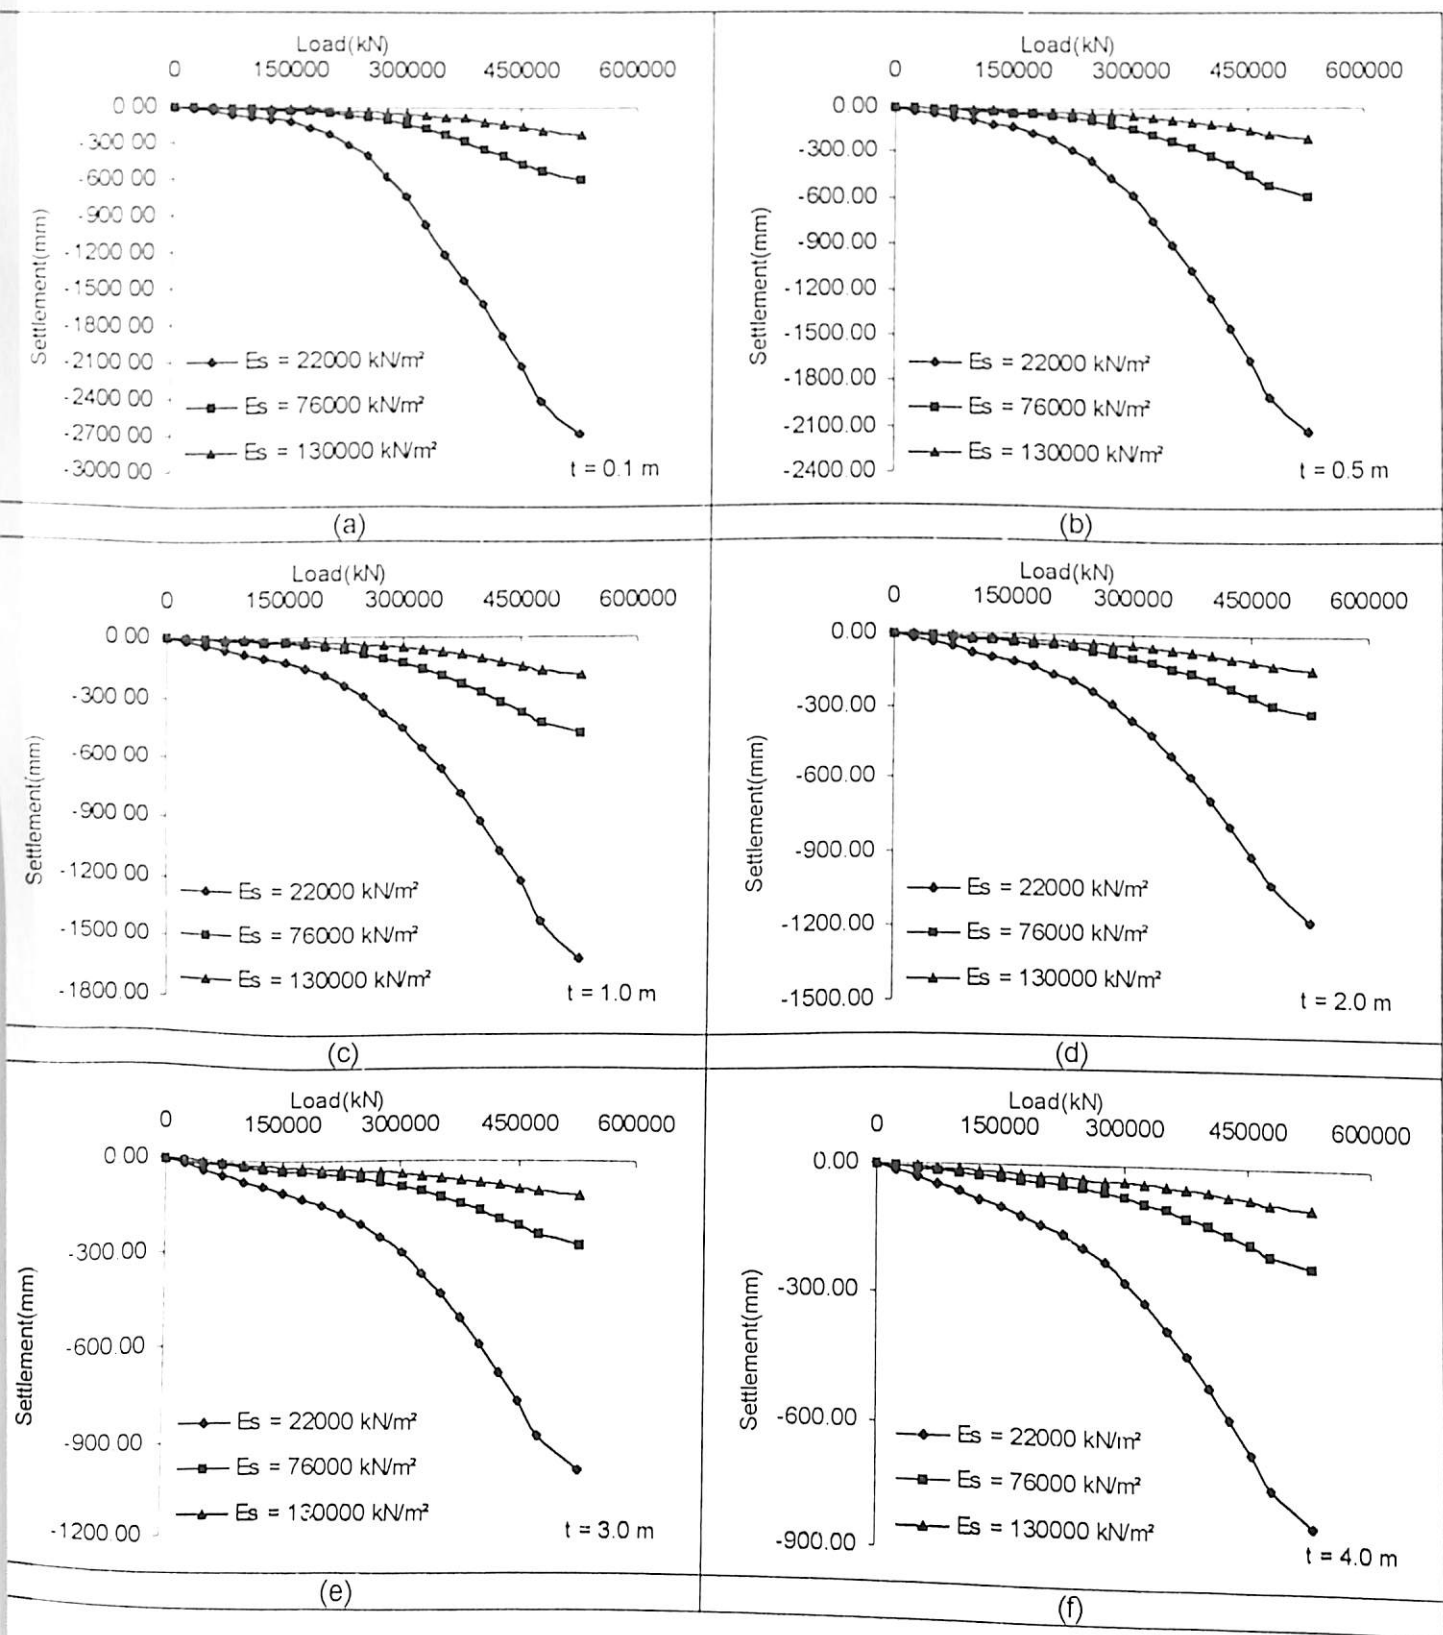 Load(kN)
0 150000 300000 450000 600000
0 00
-300 00
-600 00
-900 00
-1200 00
-1500 00
-1800 00
-2100 00
-2400 00
-2700 00
-3000 00
Settlement(mm)
Es = 22000 kN/m²
Es = 76000 kN/m²
Es = 130000 kN/m²
t = 0.1 m
(a)
Load(kN)
0 150000 300000 450000 600000
0.00
-300.00
-600.00
-900.00
-1200.00
-1500.00
-1800.00
-2100.00
-2400.00
Settlement(mm)
Es = 22000 kN/m²
Es = 76000 kN/m²
Es = 130000 kN/m²
t = 0.5 m
(b)
Load(kN)
0 150000 300000 450000 600000
0.00
-300 00
-600 00
-900 00
-1200 00
-1500 00
-1800.00
Settlement(mm)
Es = 22000 kN/m²
Es = 76000 kN/m²
Es = 130000 kN/m²
t = 1.0 m
(c)
Load(kN)
0 150000 300000 450000 600000
0.00
-300.00
-600.00
-900.00
-1200.00
-1500.00
Settlement(mm)
Es = 22000 kN/m²
Es = 76000 kN/m²
Es = 130000 kN/m²
t = 2.0 m
(d)
Load(kN)
0 150000 300000 450000 600000
0.00
-300.00
-600.00
-900 00
-1200.00
Settlement(mm)
Es = 22000 kN/m²
Es = 76000 kN/m²
Es = 130000 kN/m²
t = 3.0 m
(e)
Load(kN)
0 150000 300000 450000 600000
0.00
-300.00
-600.00
-900.00
Settlement(mm)
Es = 22000 kN/m²
Es = 76000 kN/m²
Es = 130000 kN/m²
t = 4.0 m
(f)